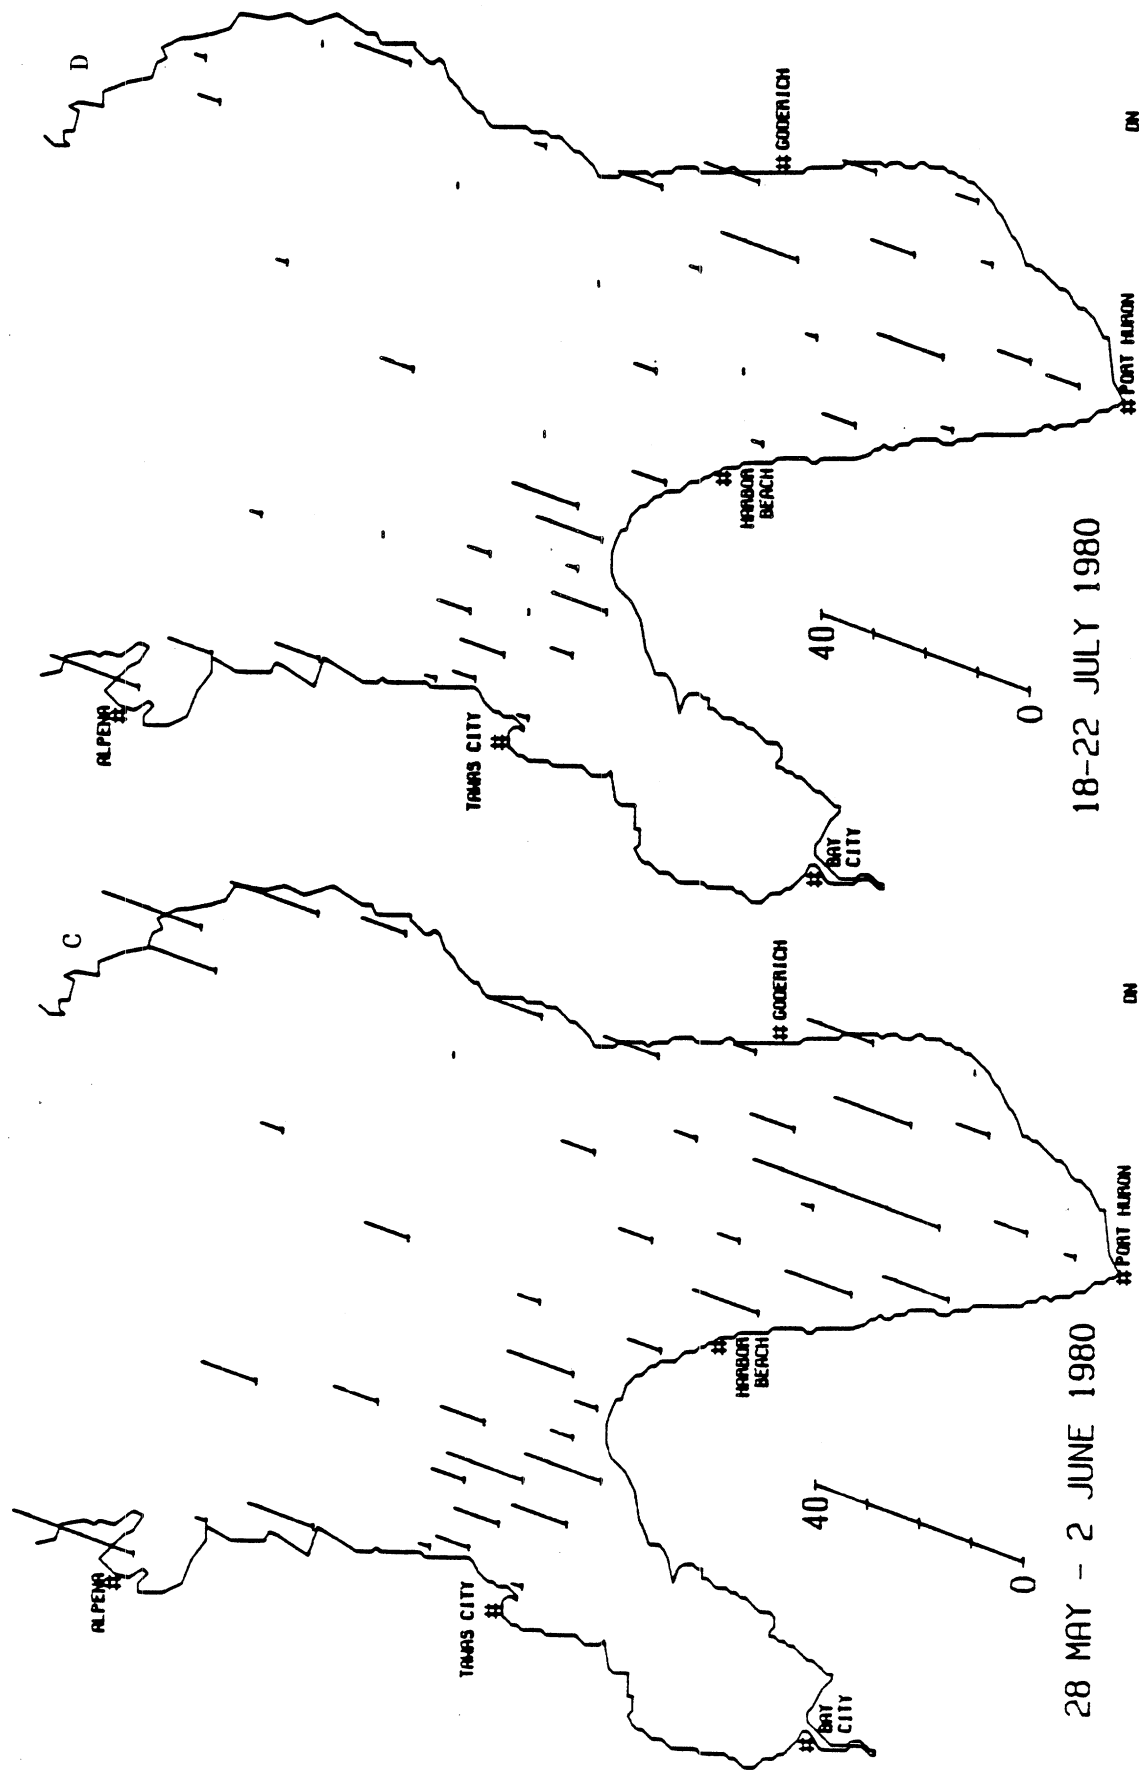 D
ALPENA
TAWAS CITY
HARBOR
BEACH
GODERICH
BAY
CITY
PORT HURON
40
0
18-22 JULY 1980
DN
C
ALPENA
TAWAS CITY
HARBOR
BEACH
GODERICH
BAY
CITY
PORT HURON
40
0
28 MAY - 2 JUNE 1980
DN